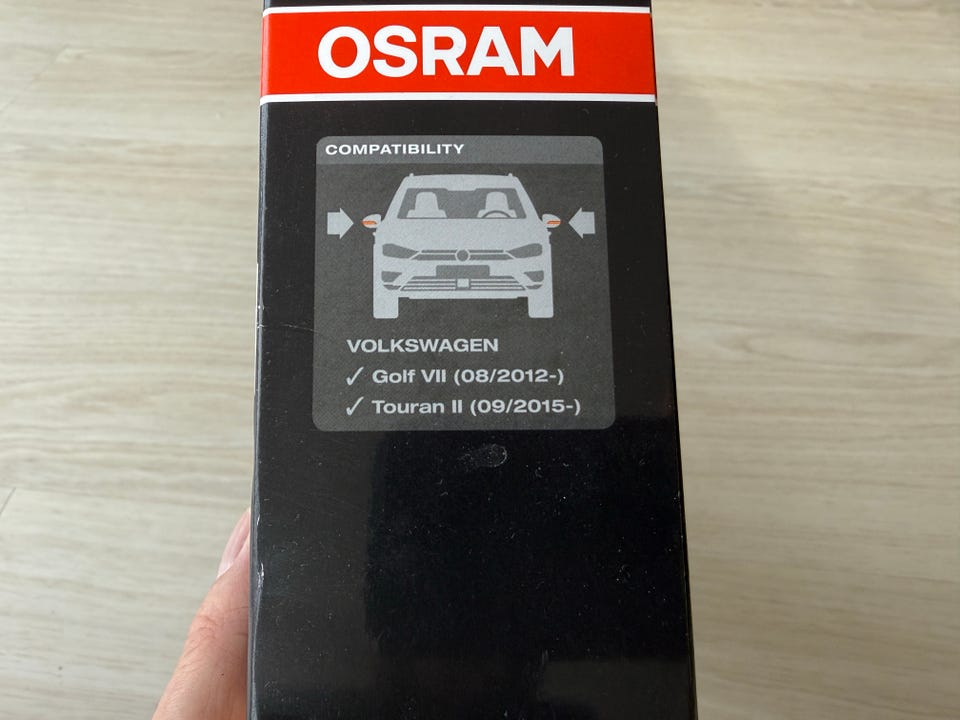 OSRAM
COMPATIBILITY
VOLKSWAGEN
✓ Golf VII (08/2012-)
✓ Touran II (09/2015-)